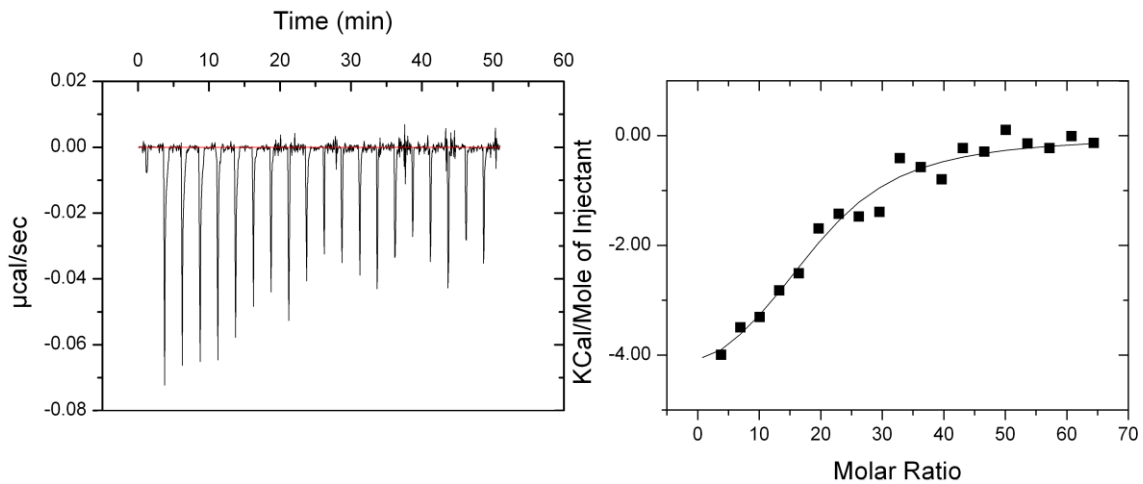 Time (min)
0 10 20 30 40 50 60
0.02
0.00
-0.02
-0.04
-0.06
-0.08
µcal/sec
KCal/Mole of Injectant
0.00
-2.00
-4.00
0 10 20 30 40 50 60 70
Molar Ratio